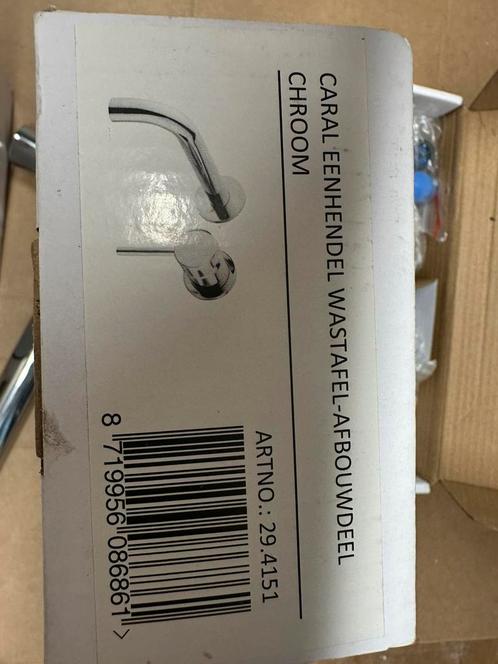 CARAL EENHENDEL WASTAFEL-AFBOUWDEEL
CHROOM
ARTNO.: 29.4151
8 719956 086861 >